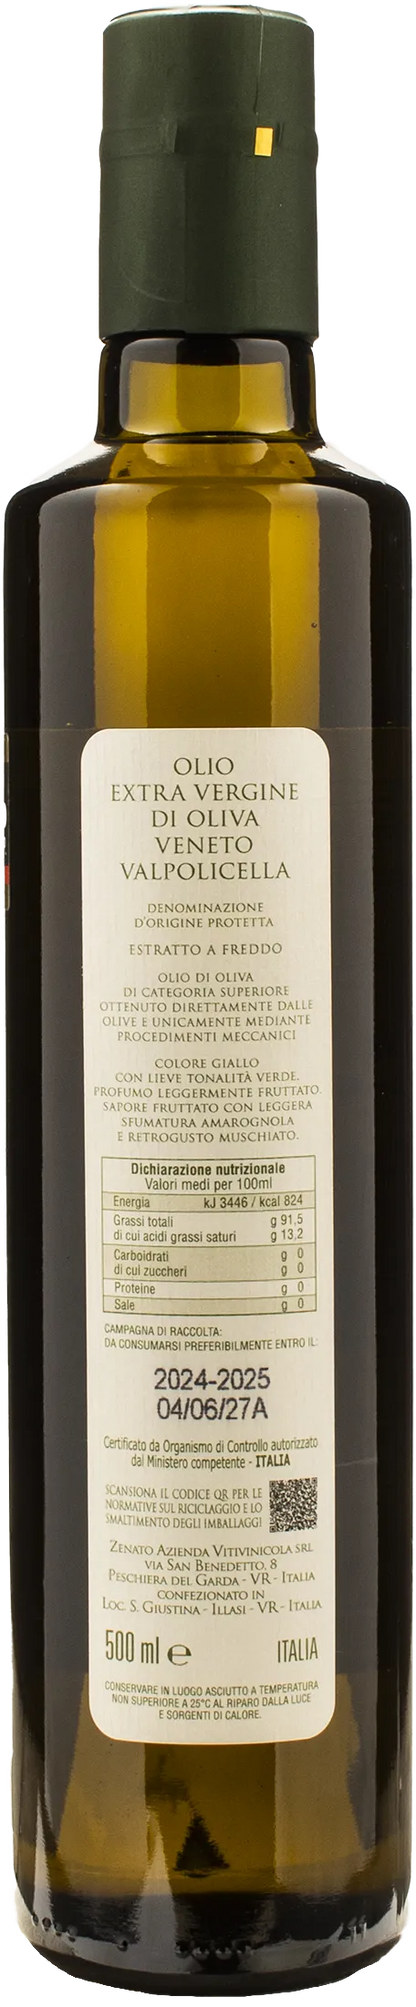 OLIO
EXTRA VERGINE
DI OLIVA
VENETO
VALPOLICELLA
DENOMINAZIONE
D'ORIGINE PROTETTA
ESTRATTO A FREDDO
OLIO DI OLIVA
DI CATEGORIA SUPERIORE
OTTENUTO DIRETTAMENTE DALLE
OLIVE E UNICAMENTE MEDIANTE
PROCEDIMENTI MECCANICI
COLORE GIALLO
CON LIEVE TONALITÀ VERDE.
PROFUMO LEGGERMENTE FRUTTATO.
SAPORE FRUTTATO CON LEGGERA
SFUMATURA AMAROGNOLA
E RETROGUSTO MUSCHIATO.
Dichiarazione nutrizionale
Valori medi per 100ml
Energia kJ 3446 / kcal 824
Grassi totali g 91,5
di cui acidi grassi saturi g 13,2
Carboidrati g 0
di cui zuccheri g 0
Proteine g 0
Sale g 0
CAMPAGNA DI RACCOLTA:
DA CONSUMARSI PREFERIBILMENTE ENTRO IL:
2024-2025
04/06/27A
Certificato da Organismo di Controllo autorizzato
dal Ministero competente - ITALIA
SCANSIONA IL CODICE QR PER LE
NORMATIVE SUL RICICLAGGIO E LO
SMALTIMENTO DEGLI IMBALLAGGI
ZENATO AZIENDA VITIVINICOLA SRL
VIA SAN BENEDETTO, 8
PESCHIERA DEL GARDA - VR - ITALIA
CONFEZIONATO IN
LOC. S. GIUSTINA - ILLASI - VR - ITALIA
500 ml e ITALIA
CONSERVARE IN LUOGO ASCIUTTO A TEMPERATURA
NON SUPERIORE A 25°C AL RIPARO DALLA LUCE
E SORGENTI DI CALORE.